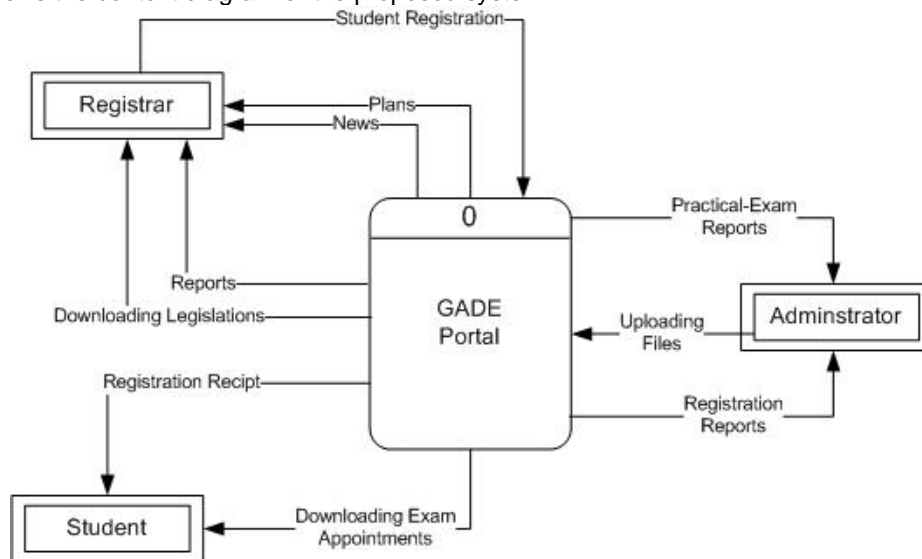 Student Registration
Registrar
Plans
News
0
Practical-Exam
Reports
Reports
GADE
Portal
Downloading Legislations
Uploading
Files
Adminstrator
Registration Recipt
Registration
Reports
Student
Downloading Exam
Appointments